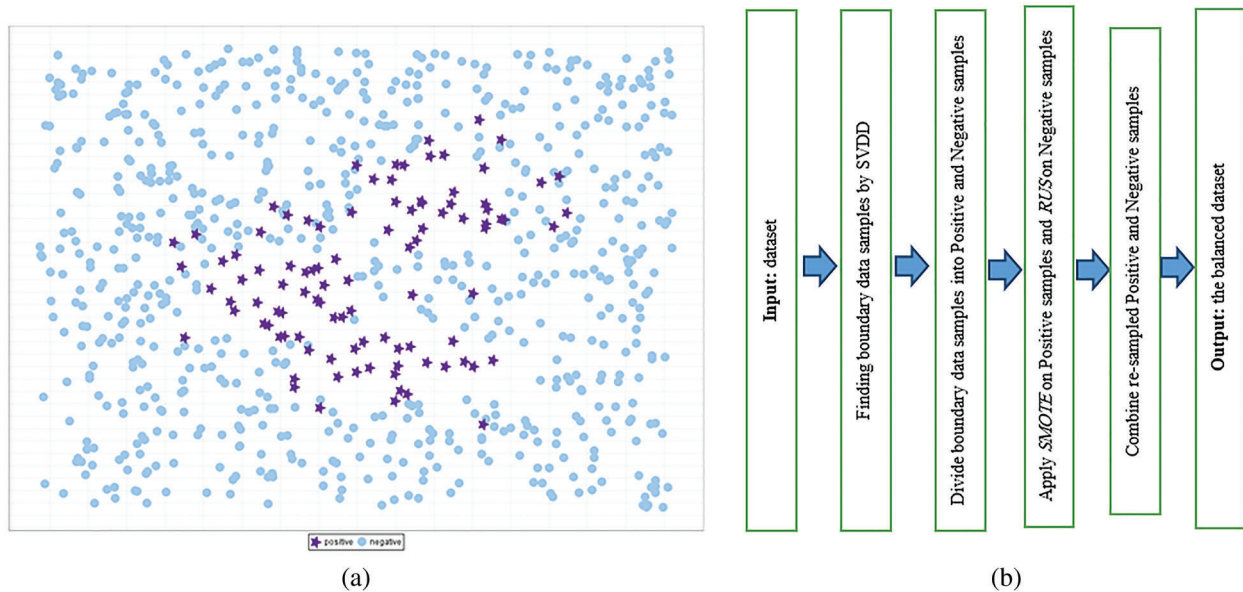 positive negative
(a)
Input: dataset
Finding boundary data samples by SVDD
Divide boundary data samples into Positive and Negative samples
Apply SMOTE on Positive samples and RUSon Negative samples
Combine re-sampled Positive and Negative samples
Output: the balanced dataset
(b)